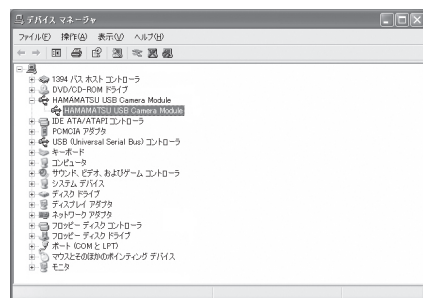 デバイス マネージャ
ファイル(F) 操作(A) 表示(V) ヘルプ(H)
1394 バス ホスト コントローラ
DVD/CD-ROM ドライブ
HAMAMATSU USB Camera Module
HAMAMATSU USB Camera Module
IDE ATA/ATAPI コントローラ
PCMCIA アダプタ
USB (Universal Serial Bus) コントローラ
キーボード
コンピュータ
サウンド、ビデオ、およびゲーム コントローラ
システム デバイス
ディスク ドライブ
ディスプレイ アダプタ
ネットワーク アダプタ
フロッピー ディスク コントローラ
フロッピー ディスク ドライブ
ポート (COM と LPT)
マウスとそのほかのポインティング デバイス
モニタ